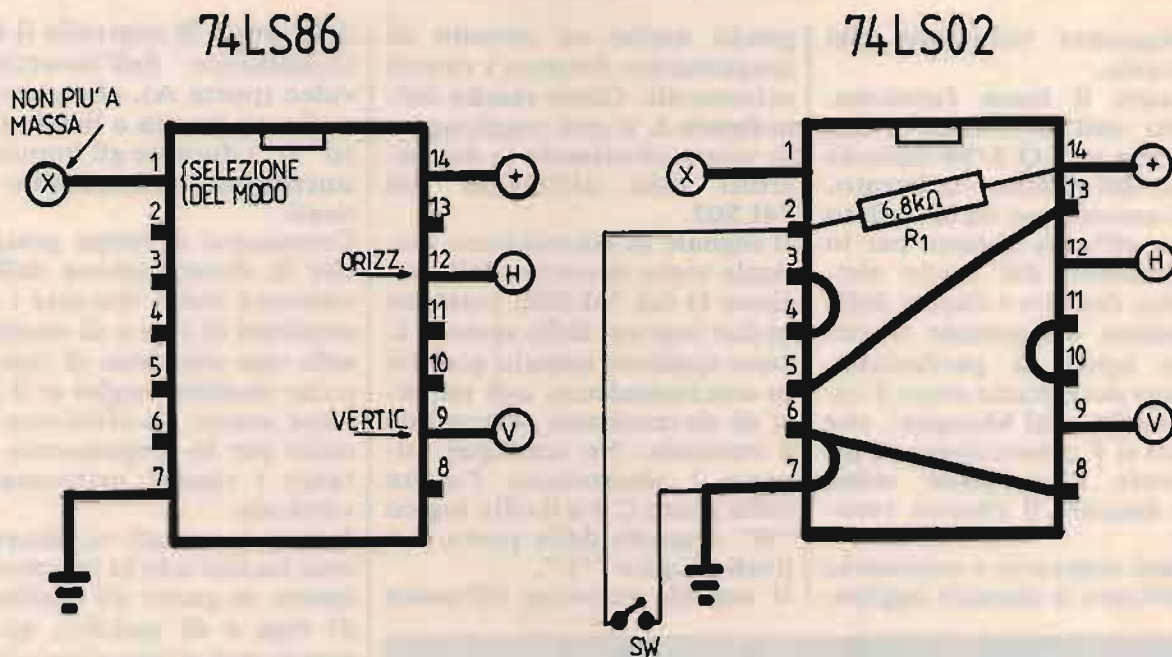 74LS86
74LS02
NON PIU' A
MASSA
X
1
2
3
4
5
6
7
{SELEZIONE
{DEL MODO
14
13
12
11
10
9
8
ORIZZ.
VERTIC.
+
H
V
X
1
2
3
4
5
6
7
6,8kΩ
R1
14
13
12
11
10
9
8
+
H
V
SW